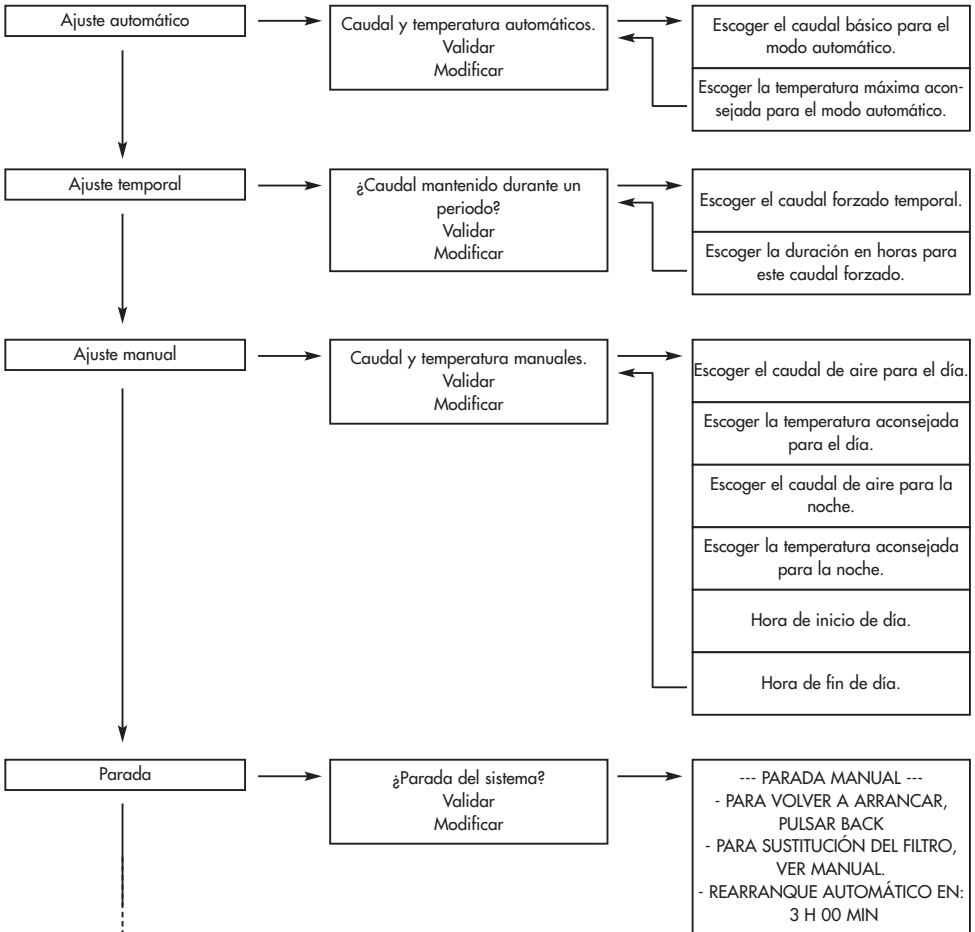 Ajuste automático
Caudal y temperatura automáticos.
Validar
Modificar
Escoger el caudal básico para el
modo automático.
Escoger la temperatura máxima acon-
sejada para el modo automático.
Ajuste temporal
¿Caudal mantenido durante un
periodo?
Validar
Modificar
Escoger el caudal forzado temporal.
Escoger la duración en horas para
este caudal forzado.
Ajuste manual
Caudal y temperatura manuales.
Validar
Modificar
Escoger el caudal de aire para el día.
Escoger la temperatura aconsejada
para el día.
Escoger el caudal de aire para la
noche.
Escoger la temperatura aconsejada
para la noche.
Hora de inicio de día.
Hora de fin de día.
Parada
¿Parada del sistema?
Validar
Modificar
--- PARADA MANUAL ---
- PARA VOLVER A ARRANCAR,
PULSAR BACK
- PARA SUSTITUCIÓN DEL FILTRO,
VER MANUAL.
- REARRANQUE AUTOMÁTICO EN:
3 H 00 MIN